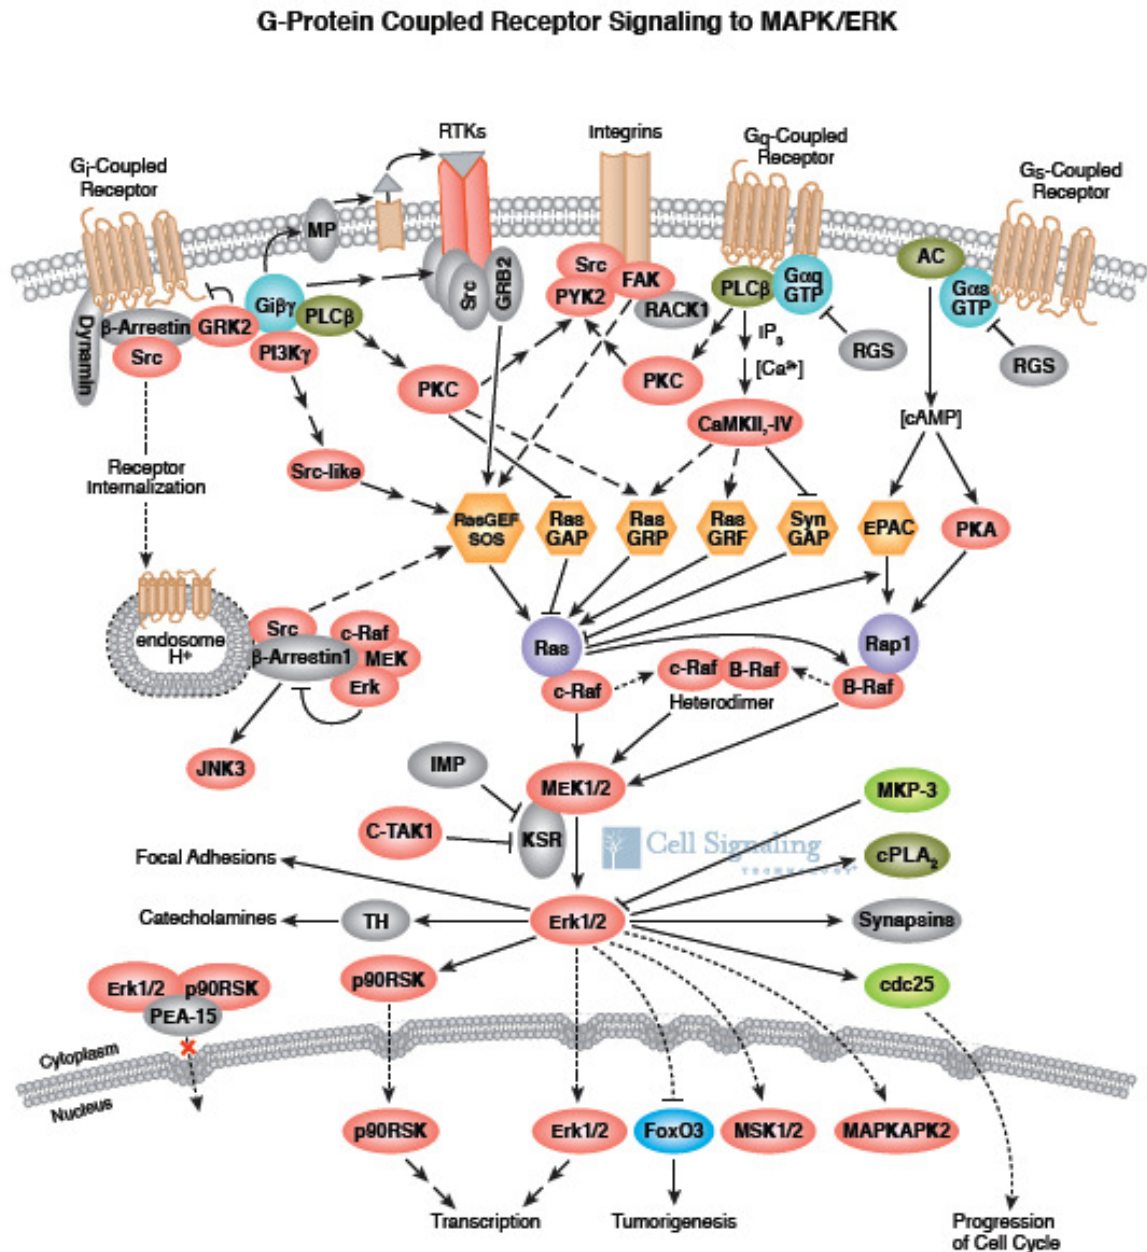 G-Protein Coupled Receptor Signaling to MAPK/ERK
RTKs
Integrins
Gq-Coupled
Receptor
Gi-Coupled
Receptor
Gs-Coupled
Receptor
MP
AC
Src
FAK
PYK2
RACK1
PLCβ
Gαq
GTP
Gαs
GTP
Src
GRB2
Giβγ
PLCβ
GRK2
β-Arrestin
Src
Dynamin
PI3Kγ
IP3
[Ca2+]
RGS
RGS
PKC
PKC
CaMKII,-IV
[cAMP]
Receptor
Internalization
Src-like
RasGEF
SOS
Ras
GAP
Ras
GRP
Ras
GRF
Syn
GAP
EPAC
PKA
endosome
H+
Src
β-Arrestin1
c-Raf
MEK
Erk
Ras
Rap1
c-Raf
c-Raf
B-Raf
B-Raf
Heterodimer
JNK3
IMP
MEK1/2
MKP-3
C-TAK1
KSR
Cell Signaling
TECHNOLOGY®
cPLA2
Focal Adhesions
Catecholamines
TH
Erk1/2
Synapsins
Erk1/2
p90RSK
PEA-15
p90RSK
cdc25
Cytoplasm
Nucleus
p90RSK
Erk1/2
FoxO3
MSK1/2
MAPKAPK2
Transcription
Tumorigenesis
Progression
of Cell Cycle